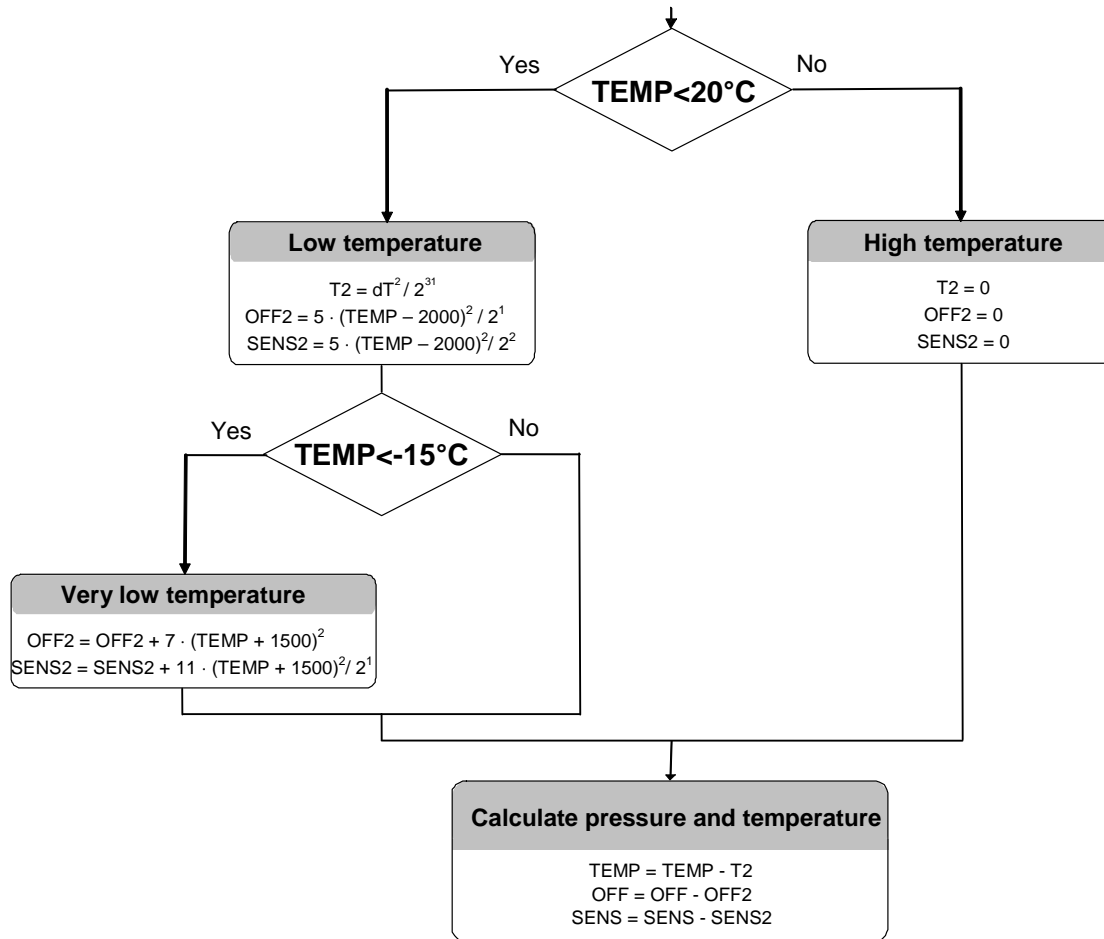 Yes
No
TEMP<20°C
Low temperature
T2 = dT² / 2³¹
OFF2 = 5 · (TEMP – 2000)² / 2¹
SENS2 = 5 · (TEMP – 2000)²/ 2²
High temperature
T2 = 0
OFF2 = 0
SENS2 = 0
Yes
No
TEMP<-15°C
Very low temperature
OFF2 = OFF2 + 7 · (TEMP + 1500)²
SENS2 = SENS2 + 11 · (TEMP + 1500)²/ 2¹
Calculate pressure and temperature
TEMP = TEMP - T2
OFF = OFF - OFF2
SENS = SENS - SENS2